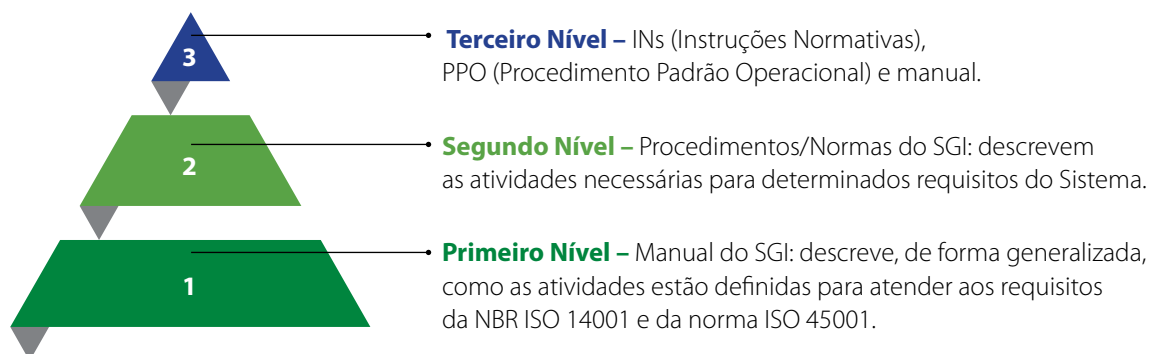 3
Terceiro Nível – INs (Instruções Normativas),
PPO (Procedimento Padrão Operacional) e manual.
2
Segundo Nível – Procedimentos/Normas do SGI: descrevem
as atividades necessárias para determinados requisitos do Sistema.
1
Primeiro Nível – Manual do SGI: descreve, de forma generalizada,
como as atividades estão definidas para atender aos requisitos
da NBR ISO 14001 e da norma ISO 45001.